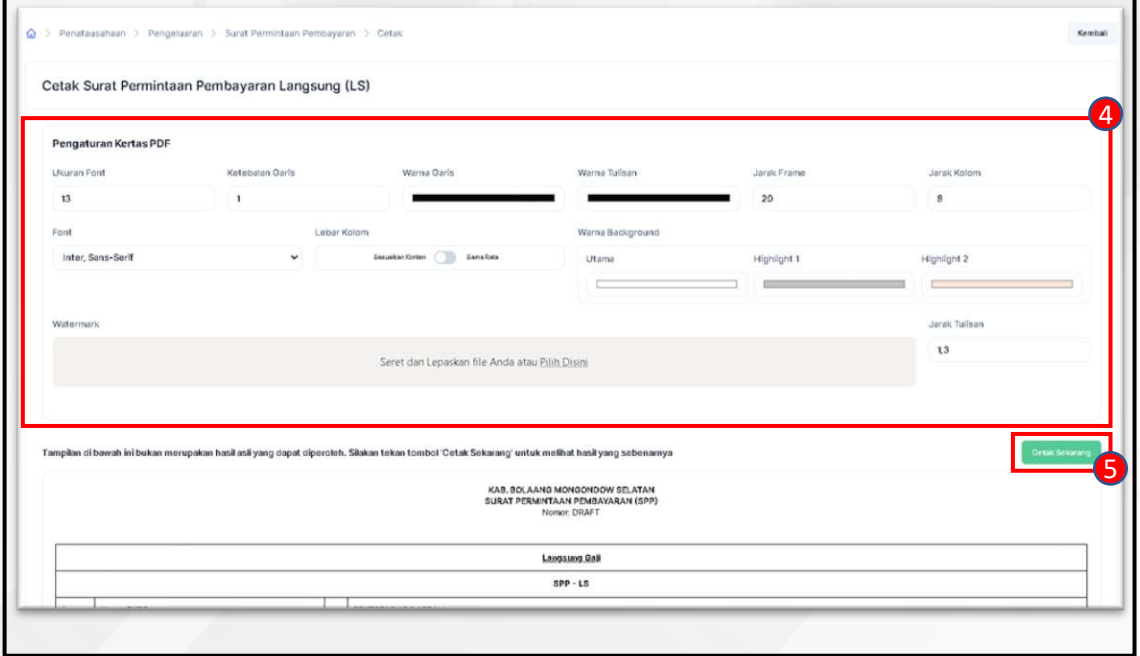 Penatausahaan > Pengeluaran > Surat Permintaan Pembayaran > Cetak
Kembali
Cetak Surat Permintaan Pembayaran Langsung (LS)
4
Pengaturan Kertas PDF
Ukuran Font Ketebalan Garis Warna Garis Warna Tulisan Jarak Frame Jarak Kolom
13 1 20 8
Font Lebar Kolom Warna Background
Inter, Sans-Serif Sesuaikan Konten Sama Rata Utama Highlight 1 Highlight 2
Watermark Jarak Tulisan
Seret dan Lepaskan file Anda atau Pilih Disini 1,3
Tampilan di bawah ini bukan merupakan hasil asli yang dapat diperoleh. Silakan tekan tombol 'Cetak Sekarang' untuk melihat hasil yang sebenarnya
Cetak Sekarang
5
KAB. BOLAANG MONGONDOW SELATAN
SURAT PERMINTAAN PEMBAYARAN (SPP)
Nomor: DRAFT
Langsung Gaji
SPP - LS